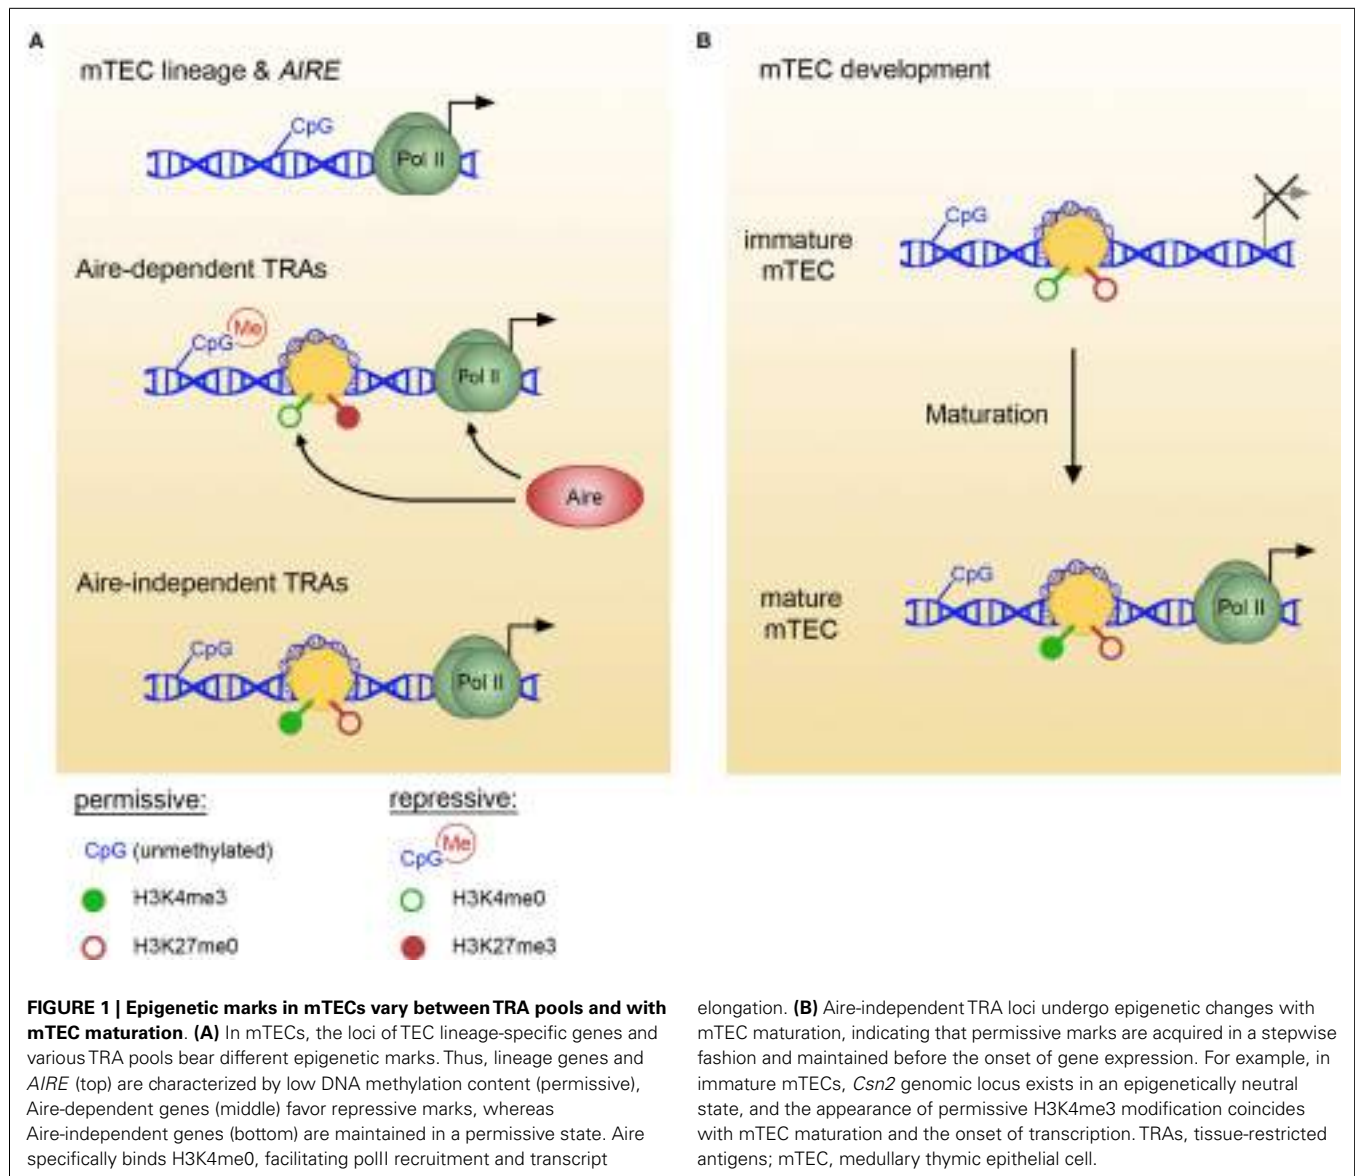 A
mTEC lineage & AIRE
CpG
Pol II
Aire-dependent TRAs
CpG
Me
Pol II
Aire
Aire-independent TRAs
CpG
Pol II
B
mTEC development
immature
mTEC
CpG
Maturation
mature
mTEC
CpG
Pol II
permissive:
CpG (unmethylated)
H3K4me3
H3K27me0
repressive:
CpG
Me
H3K4me0
H3K27me3
FIGURE 1 | Epigenetic marks in mTECs vary between TRA pools and with
mTEC maturation. (A) In mTECs, the loci of TEC lineage-specific genes and
various TRA pools bear different epigenetic marks. Thus, lineage genes and
AIRE (top) are characterized by low DNA methylation content (permissive),
Aire-dependent genes (middle) favor repressive marks, whereas
Aire-independent genes (bottom) are maintained in a permissive state. Aire
specifically binds H3K4me0, facilitating polII recruitment and transcript
elongation. (B) Aire-independent TRA loci undergo epigenetic changes with
mTEC maturation, indicating that permissive marks are acquired in a stepwise
fashion and maintained before the onset of gene expression. For example, in
immature mTECs, Csn2 genomic locus exists in an epigenetically neutral
state, and the appearance of permissive H3K4me3 modification coincides
with mTEC maturation and the onset of transcription. TRAs, tissue-restricted
antigens; mTEC, medullary thymic epithelial cell.